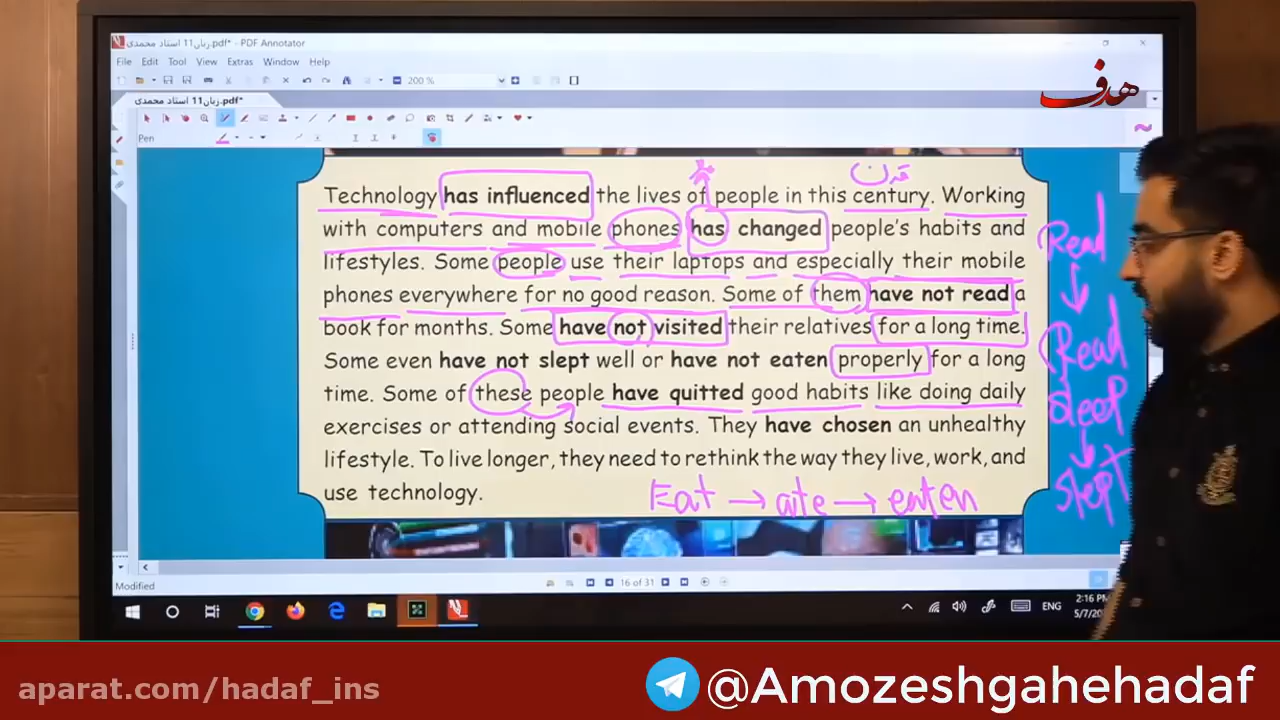 زبان11 استاد محمدی.pdf* - PDF Annotator
File Edit Tool View Extras Window Help
200 %
هدف
زبان11 استاد محمدی.pdf*
Pen
قرن
Technology has influenced the lives of people in this century. Working
with computers and mobile phones has changed people's habits and
lifestyles. Some people use their laptops and especially their mobile
phones everywhere for no good reason. Some of them have not read a
book for months. Some have not visited their relatives for a long time.
Some even have not slept well or have not eaten properly for a long
time. Some of these people have quitted good habits like doing daily
exercises or attending social events. They have chosen an unhealthy
lifestyle. To live longer, they need to rethink the way they live, work, and
use technology.
Eat → ate → eaten
Read
Read
sleep
slept
16 of 31
Modified
ENG
2:16 PM
aparat.com/hadaf_ins
@Amozeshgahehadaf